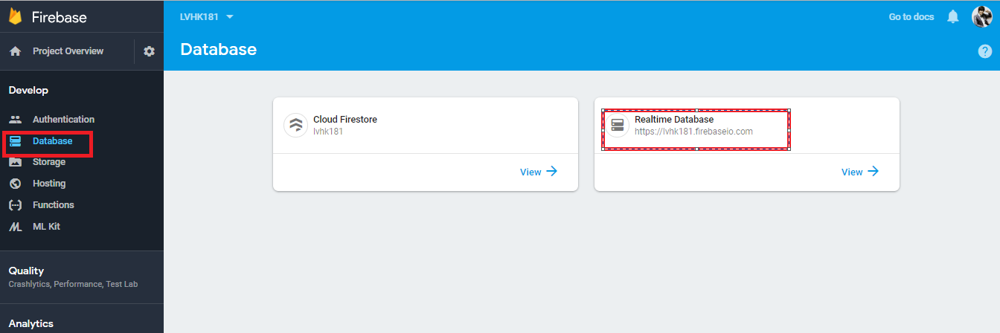 Firebase
LVHK181
Go to docs
Project Overview
Database
?
Develop
Authentication
Database
Storage
Hosting
Functions
ML Kit
Cloud Firestore
lvhk181
View
Realtime Database
https://lvhk181.firebaseio.com
View
Quality
Crashlytics, Performance, Test Lab
Analytics